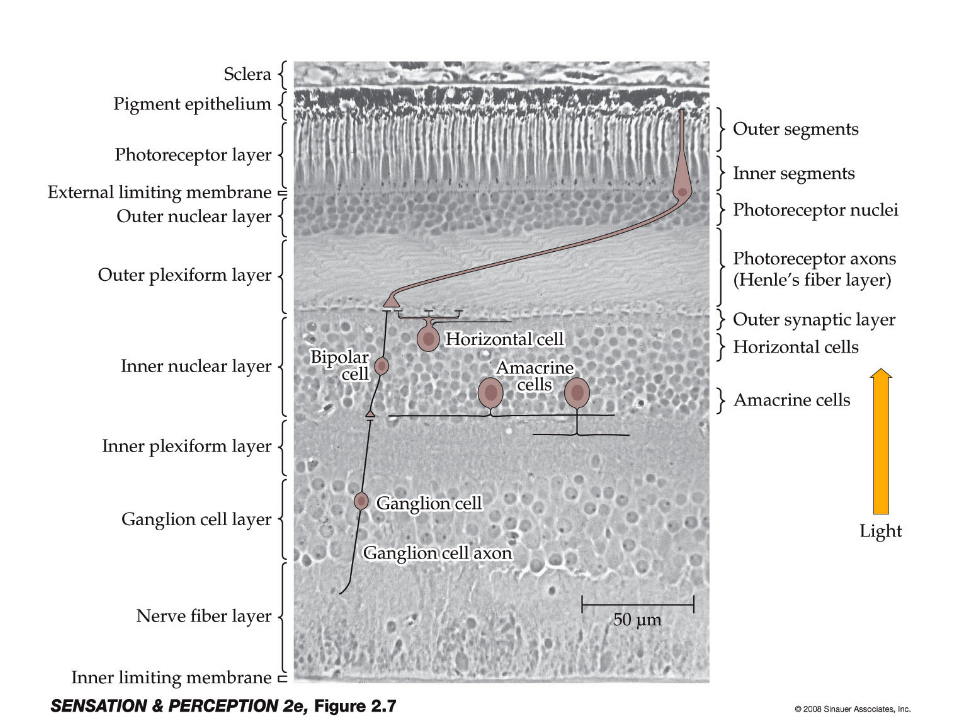 Sclera
Pigment epithelium
Photoreceptor layer
External limiting membrane
Outer nuclear layer
Outer plexiform layer
Inner nuclear layer
Inner plexiform layer
Ganglion cell layer
Nerve fiber layer
Inner limiting membrane
Horizontal cell
Bipolar
cell
Amacrine
cells
Ganglion cell
Ganglion cell axon
50 µm
Outer segments
Inner segments
Photoreceptor nuclei
Photoreceptor axons
(Henle’s fiber layer)
Outer synaptic layer
Horizontal cells
Amacrine cells
Light
SENSATION & PERCEPTION 2e, Figure 2.7
© 2008 Sinauer Associates, Inc.